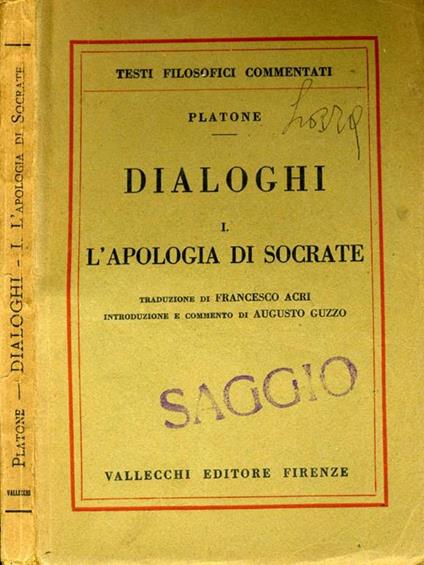 PLATONE — DIALOGHI - I. L'APOLOGIA DI SOCRATE
VALLECCHI
TESTI FILOSOFICI COMMENTATI
PLATONE
DIALOGHI
I.
L'APOLOGIA DI SOCRATE
TRADUZIONE DI FRANCESCO ACRI
INTRODUZIONE E COMMENTO DI AUGUSTO GUZZO
SAGGIO
VALLECCHI EDITORE FIRENZE